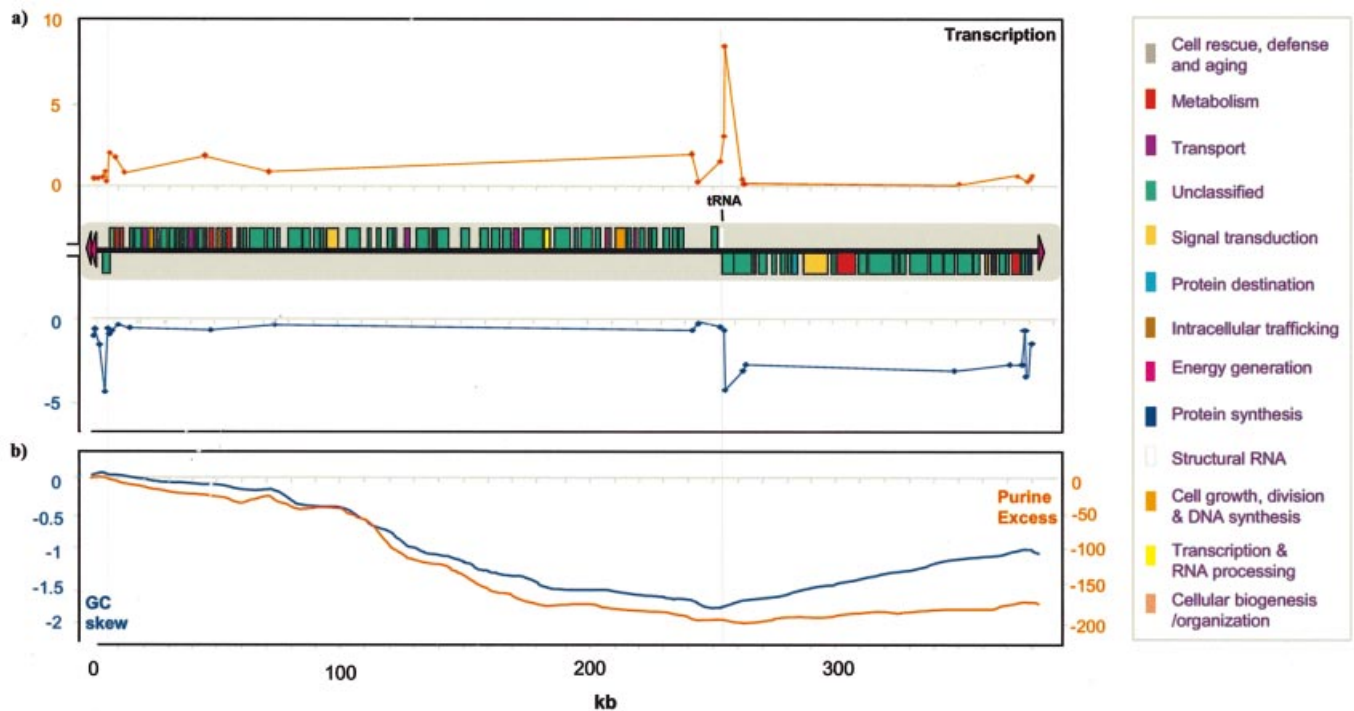 a)
10
Transcription
5
0
tRNA
0
-5
b)
0
-0.5
-1
-1.5
-2
GC
skew
Purine
Excess
0
-50
-100
-150
-200
0
100
200
300
kb
Cell rescue, defense
and aging
Metabolism
Transport
Unclassified
Signal transduction
Protein destination
Intracellular trafficking
Energy generation
Protein synthesis
Structural RNA
Cell growth, division
& DNA synthesis
Transcription &
RNA processing
Cellular biogenesis
/organization